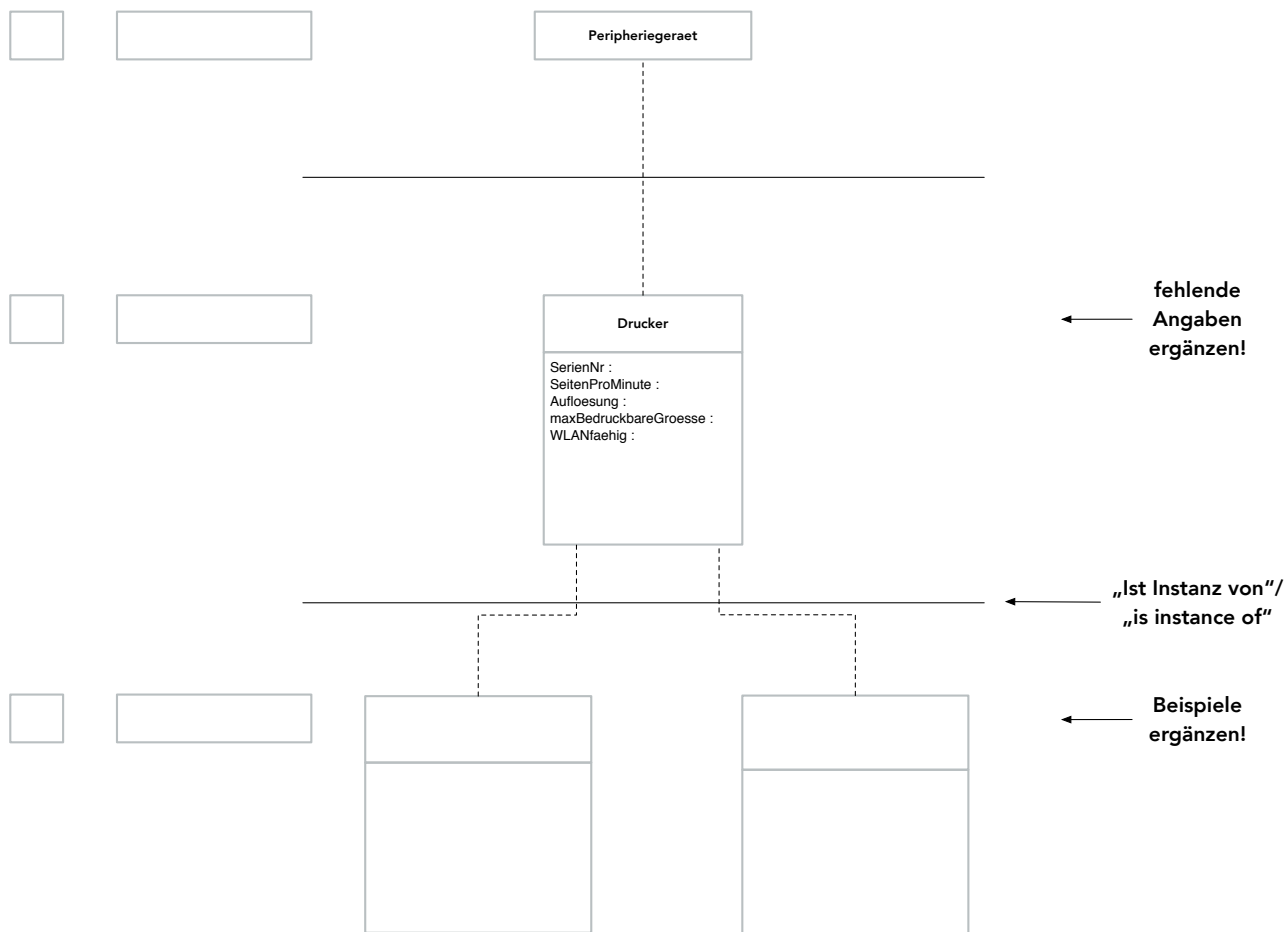 Peripheriegeraet
fehlende
Angaben
ergänzen!
Drucker
SerienNr :
SeitenProMinute :
Aufloesung :
maxBedruckbareGroesse :
WLANfaehig :
„Ist Instanz von“/
„is instance of“
Beispiele
ergänzen!